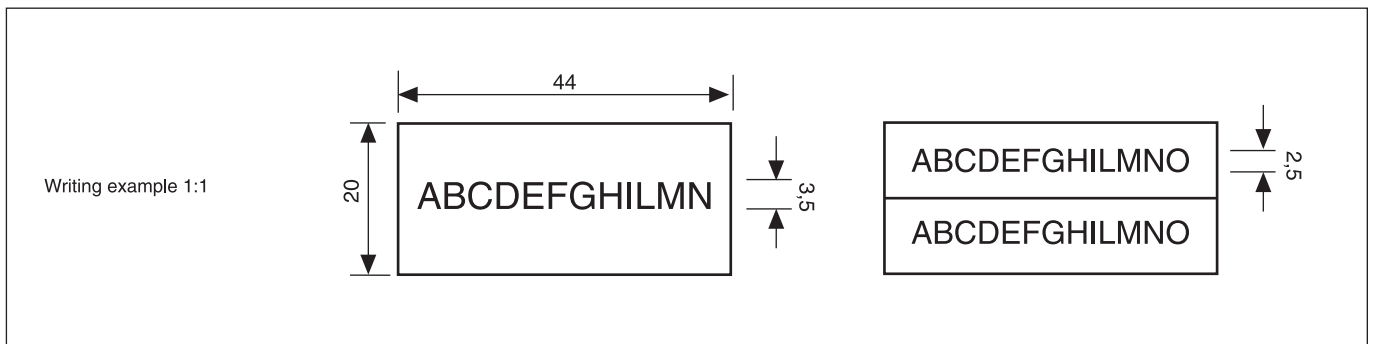 Writing example 1:1
44
20
ABCDEFGHILMN
3,5
ABCDEFGHILMNO
2,5
ABCDEFGHILMNO